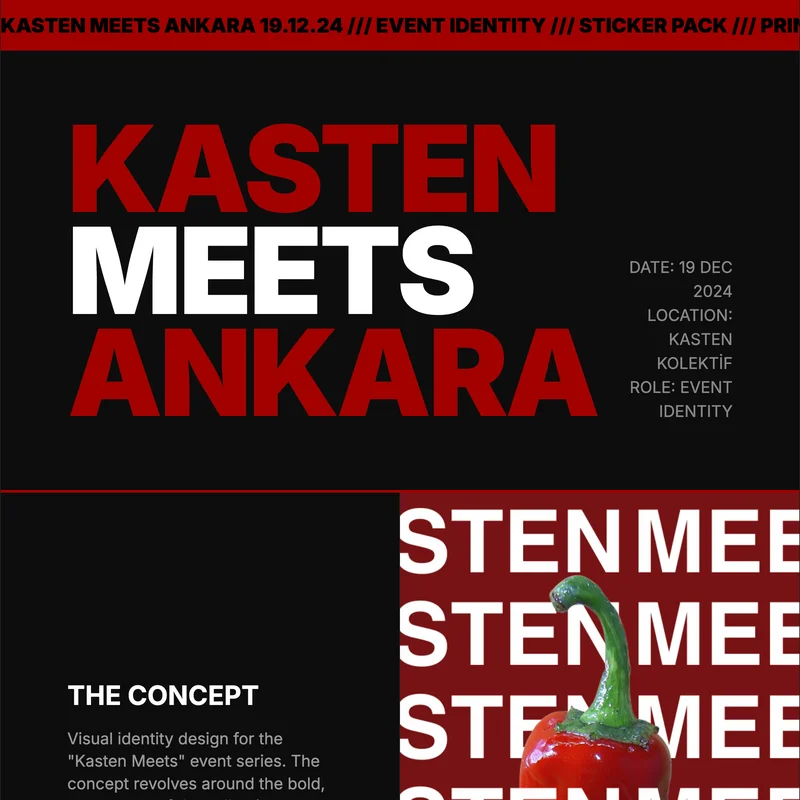 KASTEN MEETS ANKARA 19.12.24 /// EVENT IDENTITY /// STICKER PACK /// PRIN
KASTEN
MEETS
ANKARA
DATE: 19 DEC
2024
LOCATION:
KASTEN
KOLEKTİF
ROLE: EVENT
IDENTITY
THE CONCEPT
Visual identity design for the
"Kasten Meets" event series. The
concept revolves around the bold,
STEN MEE
STEN MEE
STEN MEE